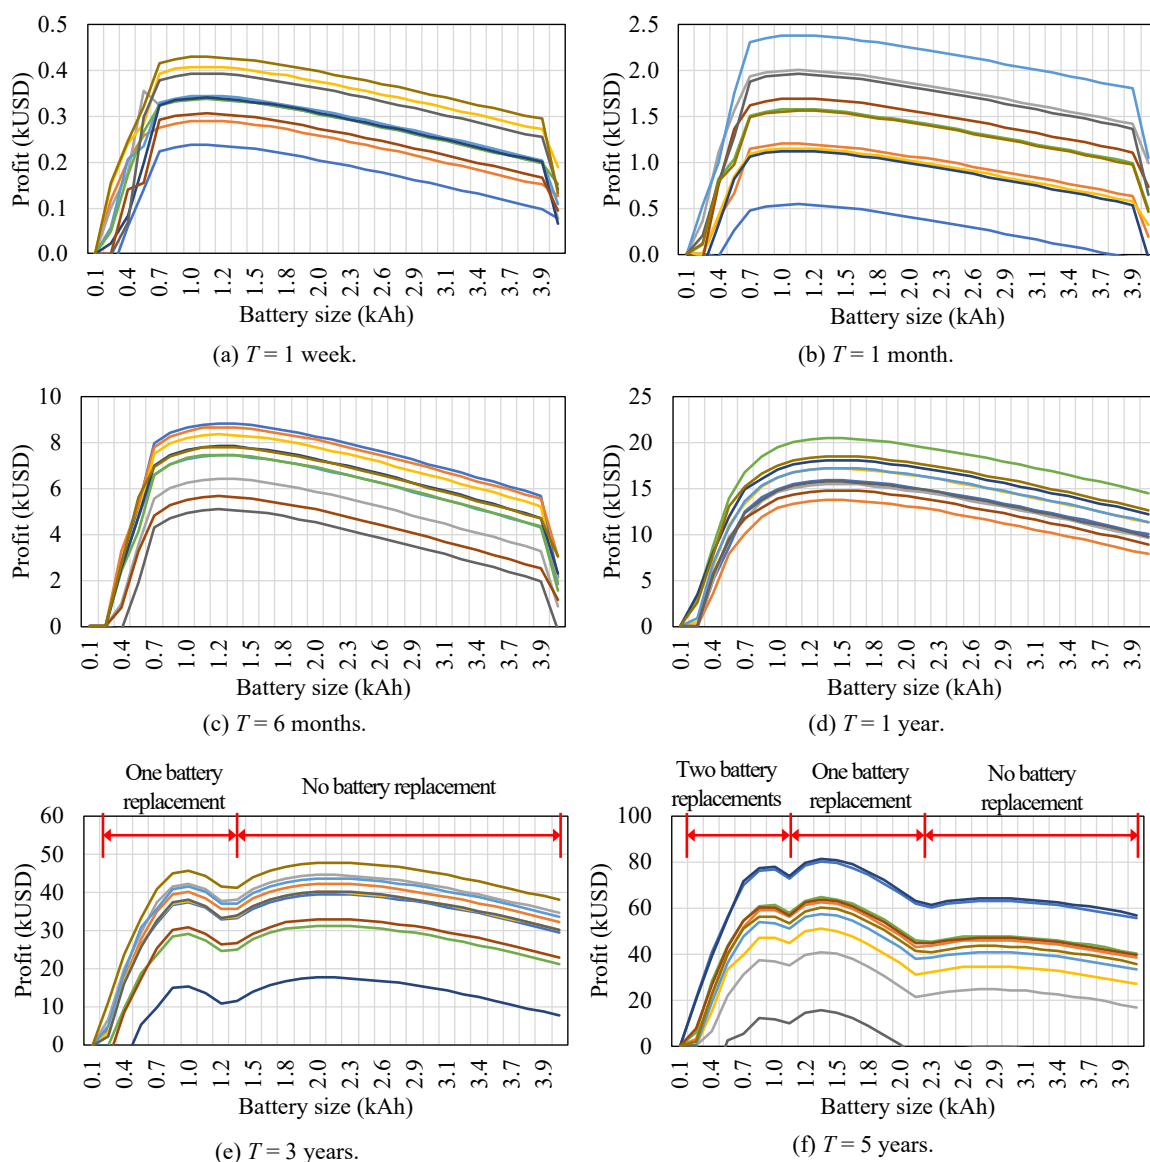 0.5
0.4
0.3
0.2
0.1
0.0
Profit (kUSD)
0.1 0.4 0.7 1.0 1.2 1.5 1.8 2.0 2.3 2.6 2.9 3.1 3.4 3.7 3.9
Battery size (kAh)
(a) T = 1 week.
2.5
2.0
1.5
1.0
0.5
0.0
Profit (kUSD)
0.1 0.4 0.7 1.0 1.2 1.5 1.8 2.0 2.3 2.6 2.9 3.1 3.4 3.7 3.9
Battery size (kAh)
(b) T = 1 month.
10
8
6
4
2
0
Profit (kUSD)
0.1 0.4 0.7 1.0 1.2 1.5 1.8 2.0 2.3 2.6 2.9 3.1 3.4 3.7 3.9
Battery size (kAh)
(c) T = 6 months.
25
20
15
10
5
0
Profit (kUSD)
0.1 0.4 0.7 1.0 1.2 1.5 1.8 2.0 2.3 2.6 2.9 3.1 3.4 3.7 3.9
Battery size (kAh)
(d) T = 1 year.
One battery
replacement
No battery replacement
60
50
40
30
20
10
0
Profit (kUSD)
0.1 0.4 0.7 1.0 1.2 1.5 1.8 2.0 2.3 2.6 2.9 3.1 3.4 3.7 3.9
Battery size (kAh)
(e) T = 3 years.
Two battery
replacements
One battery
replacement
No battery
replacement
100
80
60
40
20
0
Profit (kUSD)
0.1 0.4 0.7 1.0 1.2 1.5 1.8 2.0 2.3 2.6 2.9 3.1 3.4 3.7 3.9
Battery size (kAh)
(f) T = 5 years.